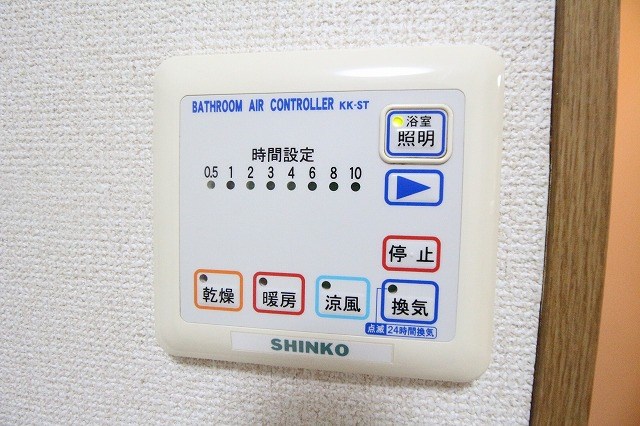 BATHROOM AIR CONTROLLER KK-ST
浴室
照明
時間設定
0.5 1 2 3 4 6 8 10
停止
乾燥
暖房
涼風
換気
点滅 24時間換気
SHINKO